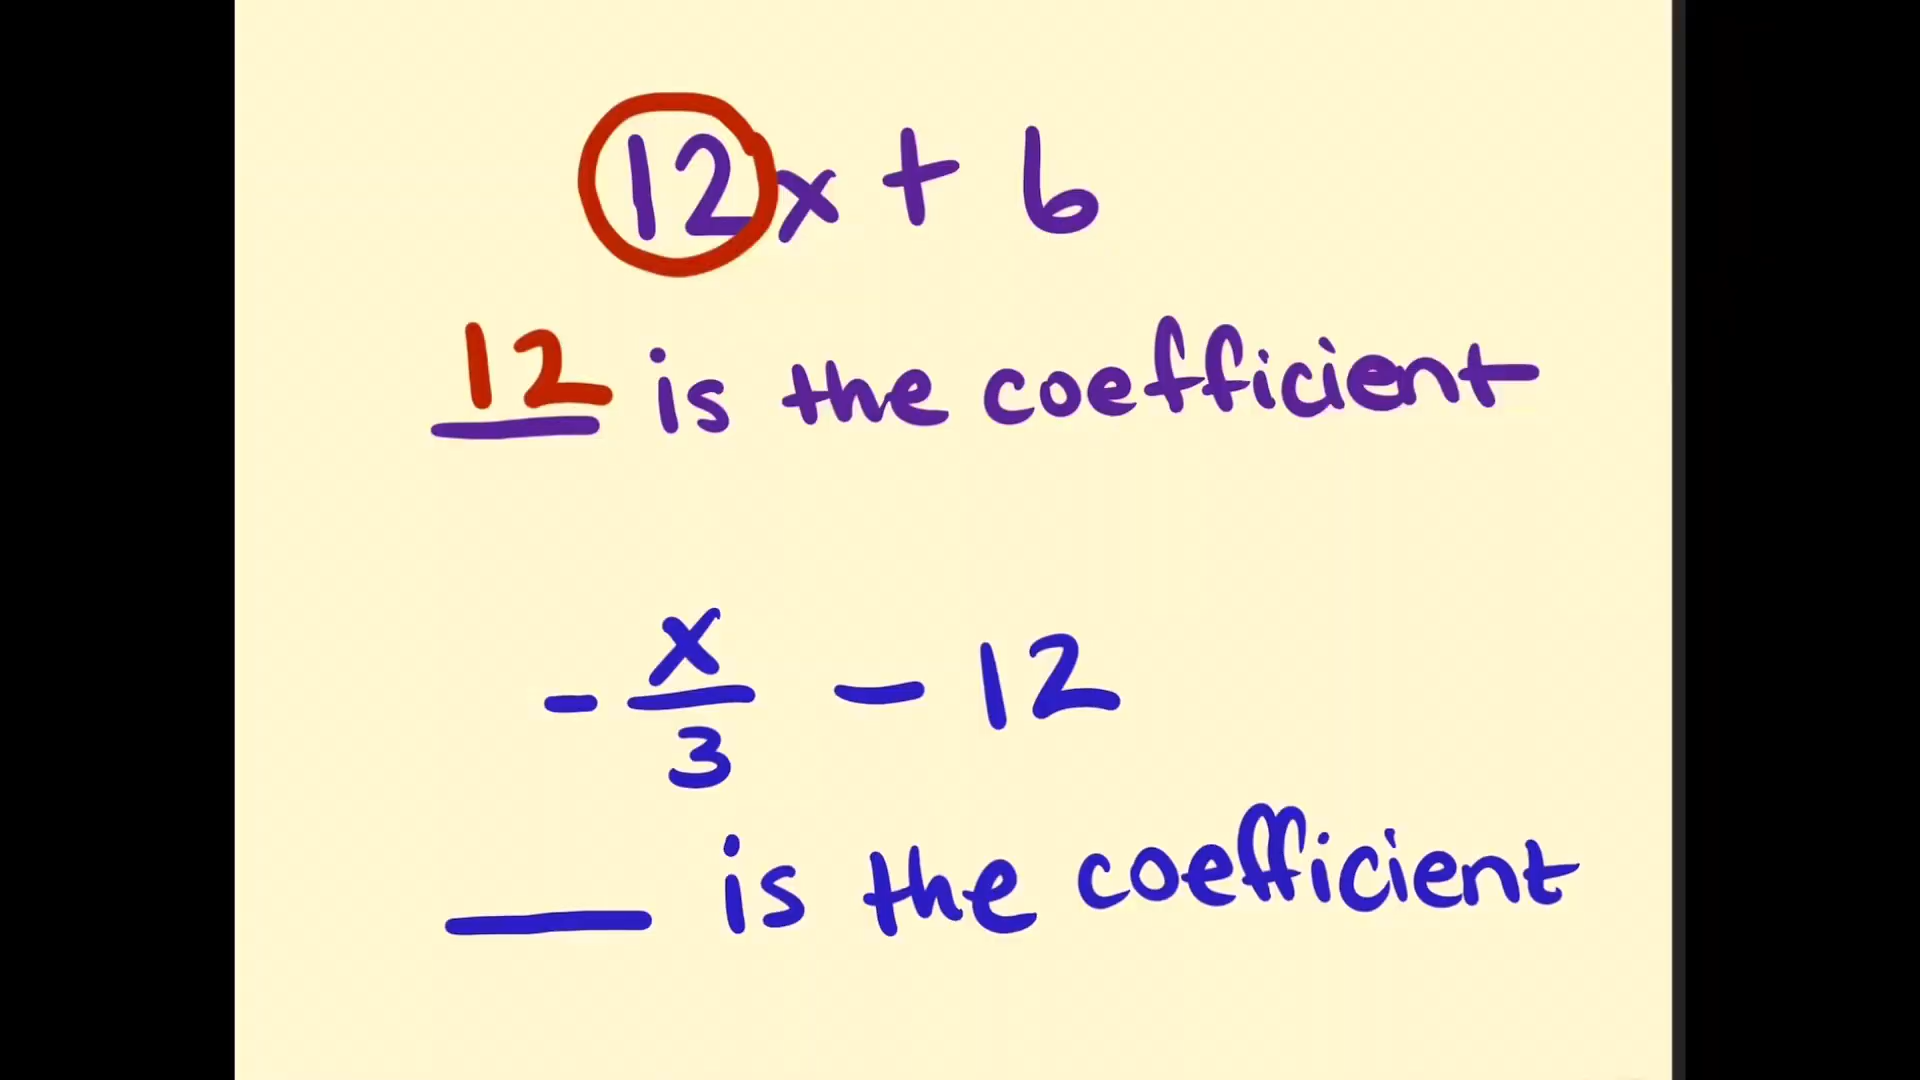 12x + 6
12 is the coefficient
- x/3 - 12
___ is the coefficient